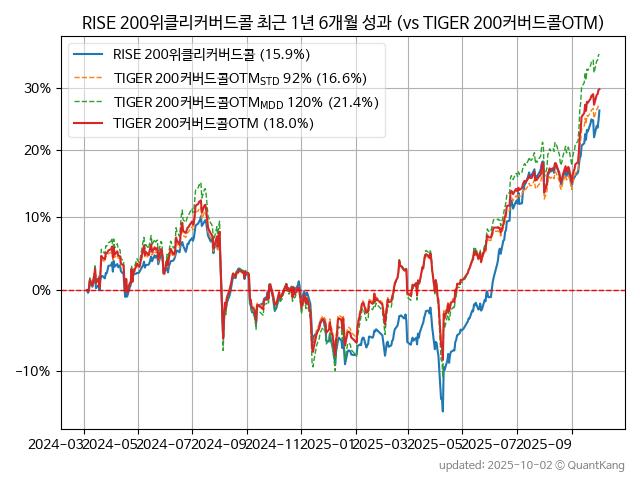 RISE 200위클리커버드콜 최근 1년 6개월 성과 (vs TIGER 200커버드콜OTM)
RISE 200위클리커버드콜 (15.9%)
TIGER 200커버드콜OTMSTD 92% (16.6%)
TIGER 200커버드콜OTMMDD 120% (21.4%)
TIGER 200커버드콜OTM (18.0%)
30%
20%
10%
0%
−10%
2024-03 2024-05 2024-07 2024-09 2024-11 2025-01 2025-03 2025-05 2025-07 2025-09
updated: 2025-10-02 © QuantKang